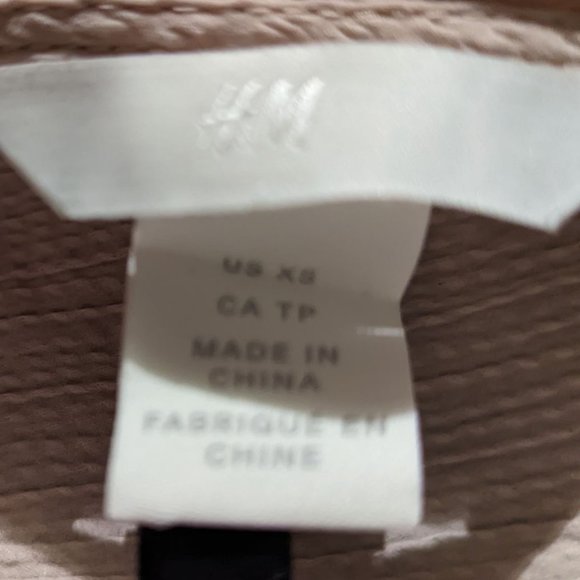 H&M
US XS
CA TP
MADE IN
CHINA
FABRIQUÉ EN
CHINE